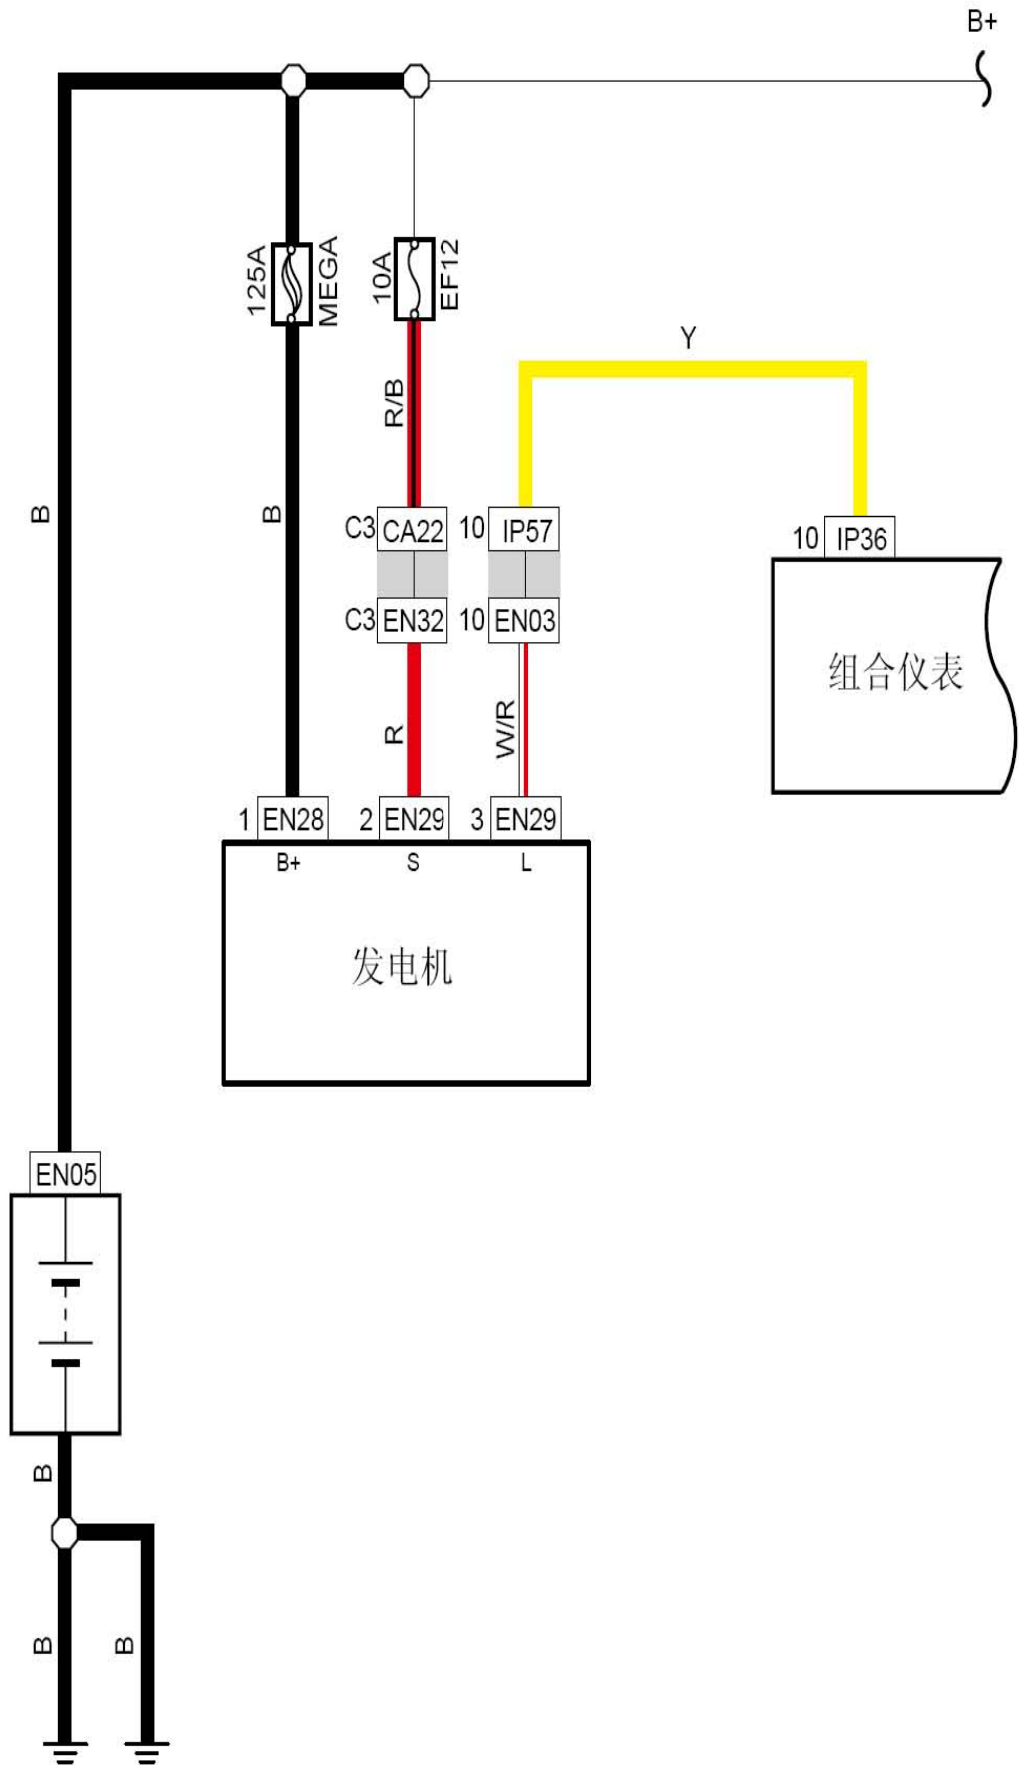 B+
125A
MEGA
10A
EF12
Y
R/B
B
B
C3
CA22
10
IP57
10
IP36
C3
EN32
10
EN03
组合仪表
R
W/R
1
EN28
2
EN29
3
EN29
B+
S
L
发电机
EN05
B
B
B